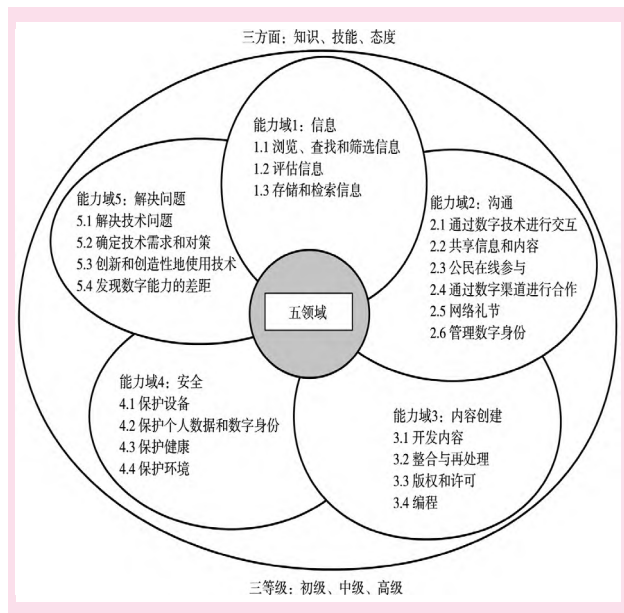 三方面：知识、技能、态度
能力域1：信息
1.1 浏览、查找和筛选信息
1.2 评估信息
1.3 存储和检索信息
能力域2：沟通
2.1 通过数字技术进行交互
2.2 共享信息和内容
2.3 公民在线参与
2.4 通过数字渠道进行合作
2.5 网络礼节
2.6 管理数字身份
能力域3：内容创建
3.1 开发内容
3.2 整合与再处理
3.3 版权和许可
3.4 编程
能力域4：安全
4.1 保护设备
4.2 保护个人数据和数字身份
4.3 保护健康
4.4 保护环境
能力域5：解决问题
5.1 解决技术问题
5.2 确定技术需求和对策
5.3 创新和创造性地使用技术
5.4 发现数字能力的差距
五领域
三等级：初级、中级、高级